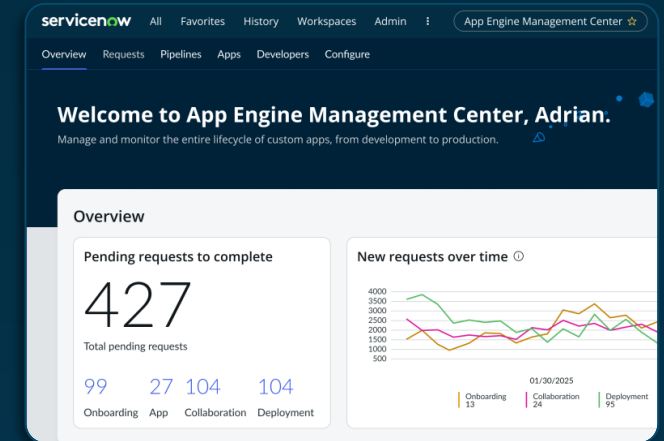 servicenow All Favorites History Workspaces Admin App Engine Management Center
Overview Requests Pipelines Apps Developers Configure
Welcome to App Engine Management Center, Adrian.
Manage and monitor the entire lifecycle of custom apps, from development to production.
Overview
Pending requests to complete
427
Total pending requests
99 27 104 104
Onboarding App Collaboration Deployment
New requests over time
4000
3500
3000
2500
2000
1500
1000
500
01/30/2025
Onboarding Collaboration Deployment
13 24 95